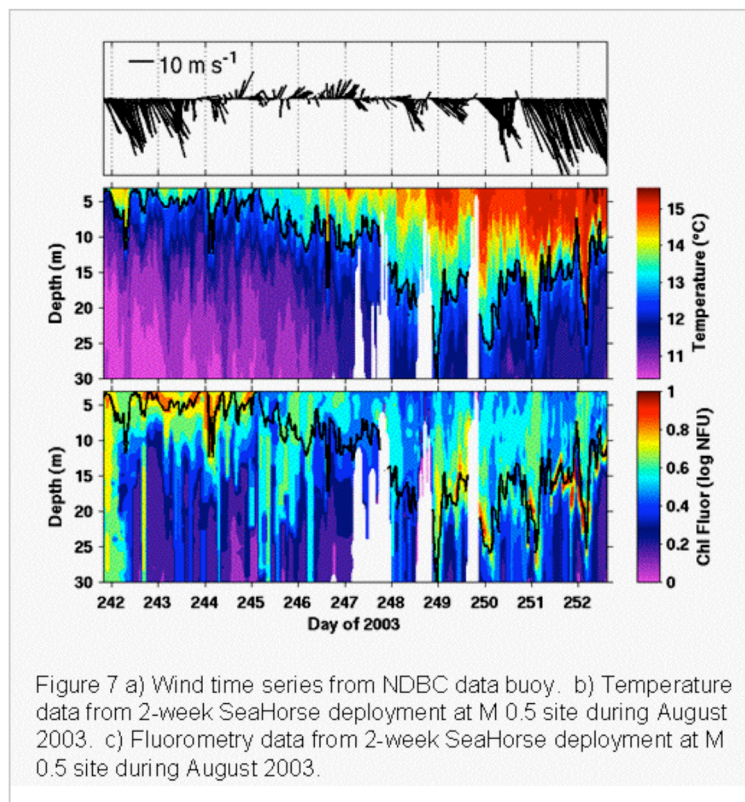 10 m s-1
5
10
15
20
25
30
Depth (m)
15
14
13
12
11
Temperature (°C)
5
10
15
20
25
30
Depth (m)
1
0.8
0.6
0.4
0.2
0
Chl Fluor (log NFU)
242 243 244 245 246 247 248 249 250 251 252
Day of 2003
Figure 7 a) Wind time series from NDBC data buoy. b) Temperature
data from 2-week SeaHorse deployment at M 0.5 site during August
2003. c) Fluorometry data from 2-week SeaHorse deployment at M
0.5 site during August 2003.